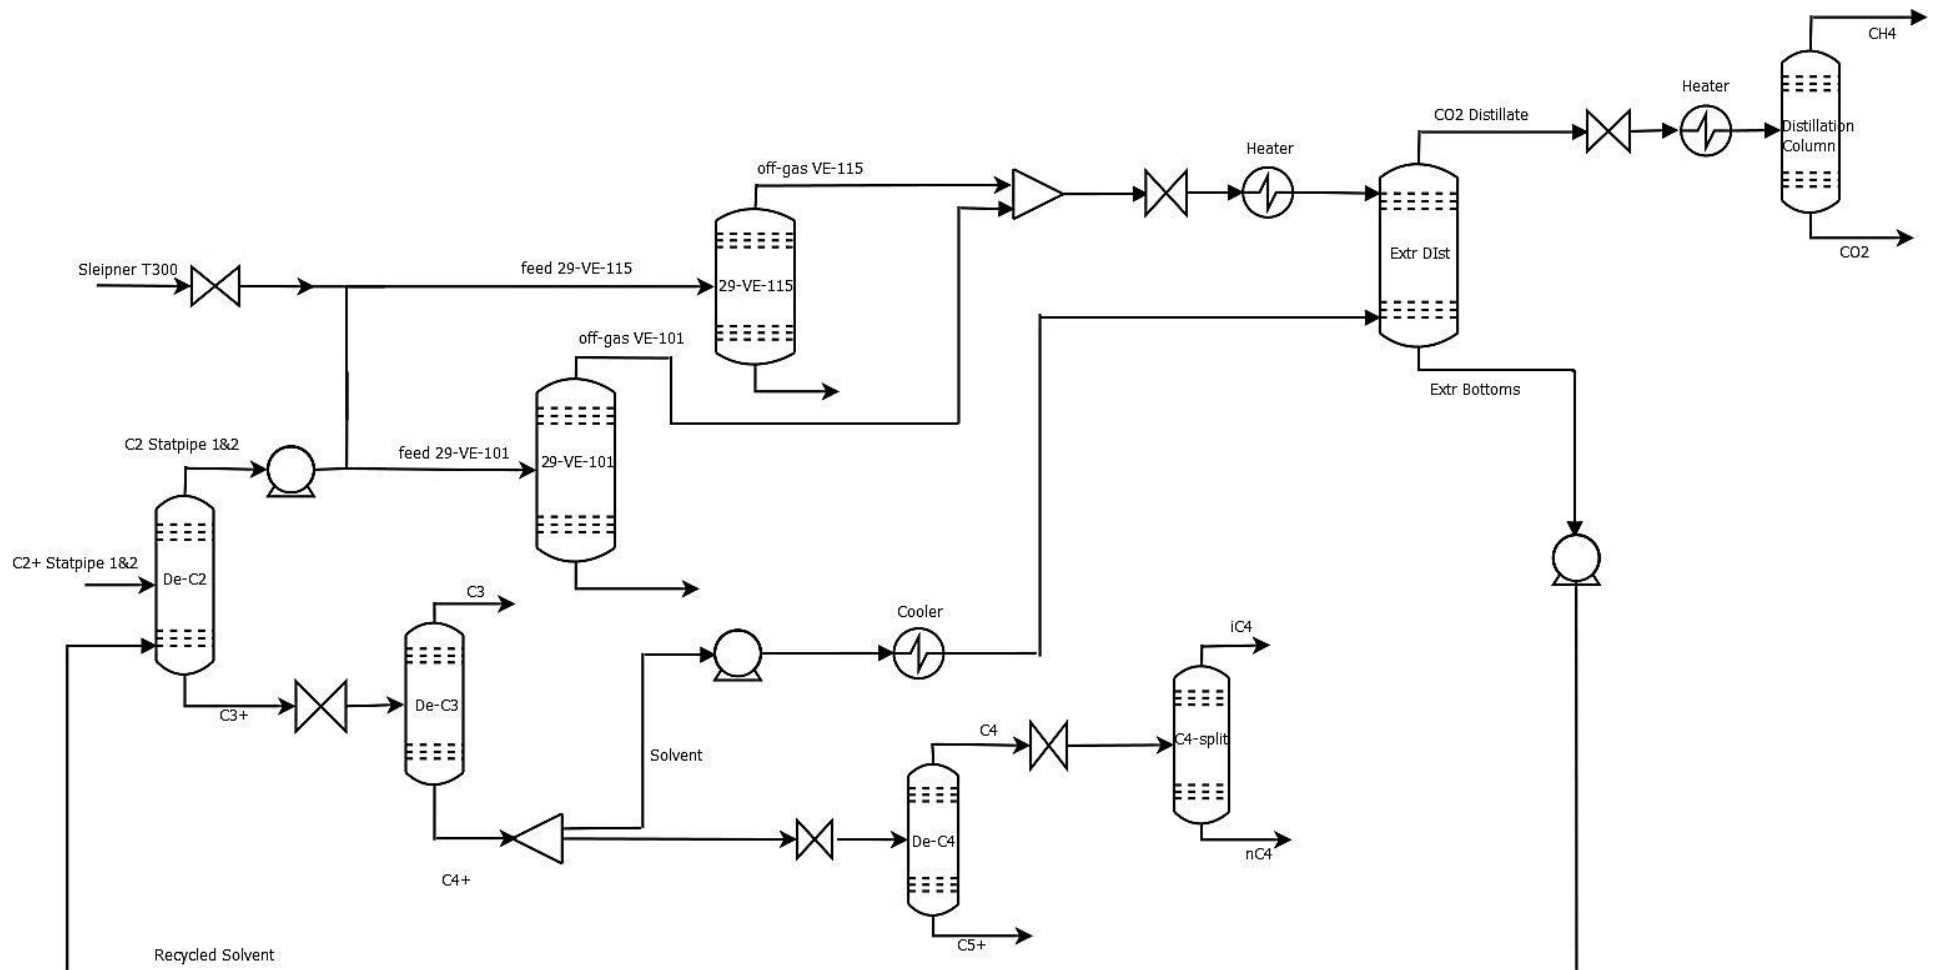 CH4
Heater
CO2 Distillate
Distillation
Column
Heater
off-gas VE-115
Extr DIst
CO2
Sleipner T300
feed 29-VE-115
29-VE-115
off-gas VE-101
Extr Bottoms
C2 Statpipe 1&2
feed 29-VE-101
29-VE-101
C2+ Statpipe 1&2
De-C2
C3
Cooler
iC4
C3+
De-C3
Solvent
C4
C4-split
De-C4
nC4
C4+
C5+
Recycled Solvent